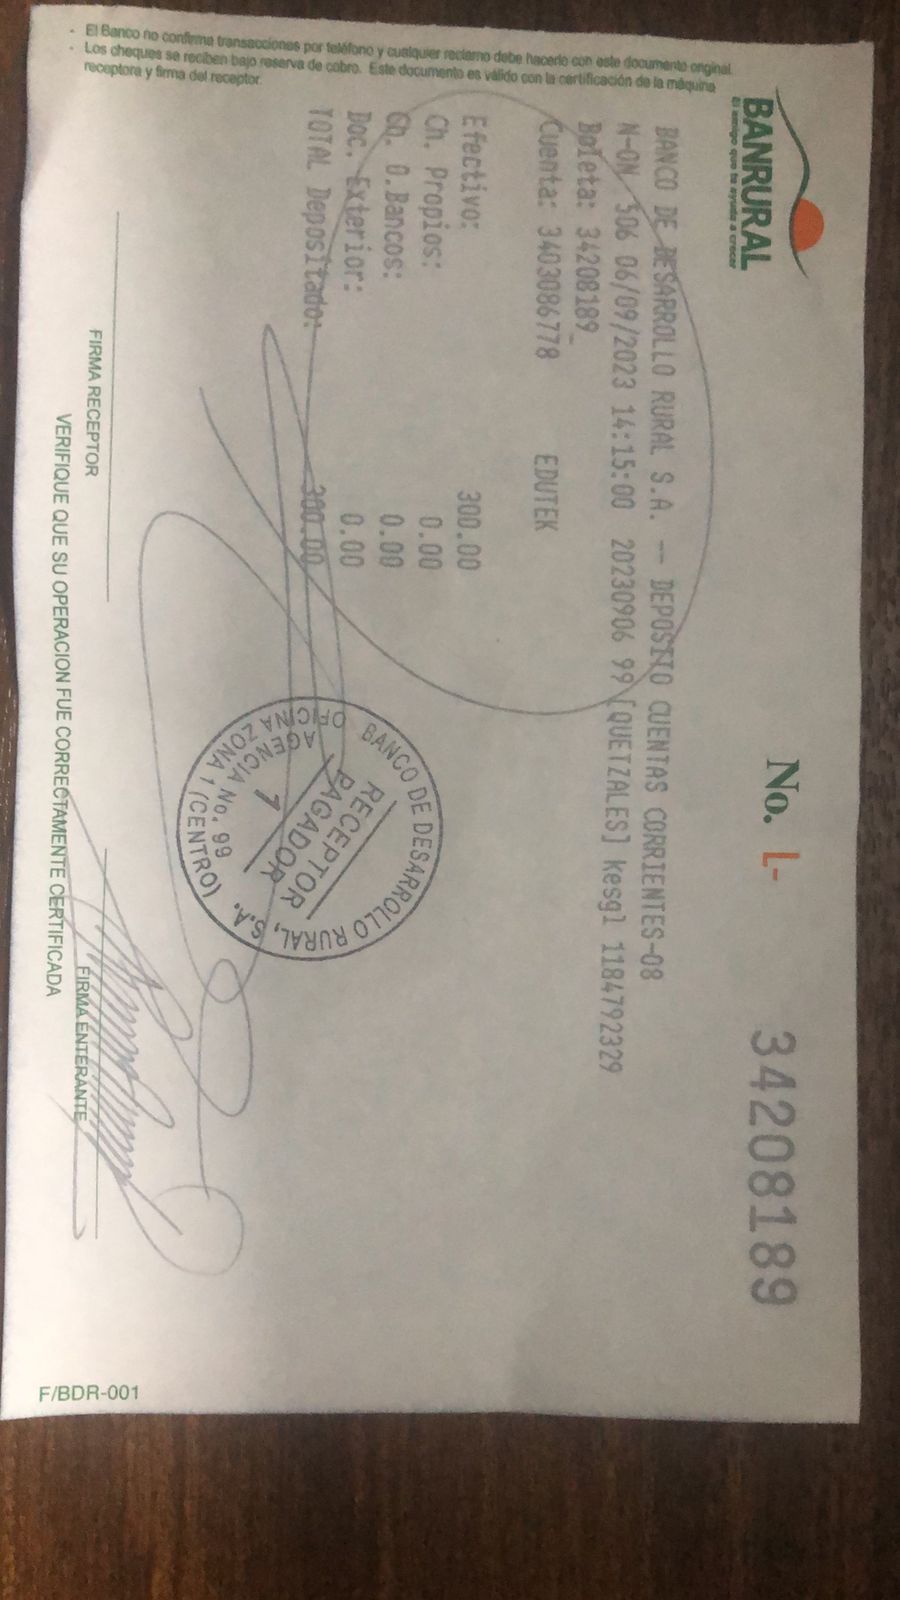 BANRURAL
El amigo que te ayuda a crecer
No. L- 34208189
BANCO DE DESARROLLO RURAL S.A. -- DEPOSITO CUENTAS CORRIENTES-08
N-ON 506 06/09/2023 14:15:00 20230906 99 [QUETZALES] kesgl 1184792329
Boleta: 34208189
Cuenta: 3403086778 EDUTEK
Efectivo: 300.00
Ch. Propios: 0.00
Ch. O.Bancos: 0.00
Doc. Exterior: 0.00
TOTAL Depositado: 300.00
BANCO DE DESARROLLO RURAL, S.A.
RECEPTOR
PAGADOR
1
AGENCIA No. 99
OFICINA ZONA 1 (CENTRO)
FIRMA RECEPTOR
FIRMA ENTERANTE
VERIFIQUE QUE SU OPERACION FUE CORRECTAMENTE CERTIFICADA
- El Banco no confirma transacciones por teléfono y cualquier reclamo debe hacerlo con este documento original.
- Los cheques se reciben bajo reserva de cobro. Este documento es válido con la certificación de la máquina
receptora y firma del receptor.
F/BDR-001